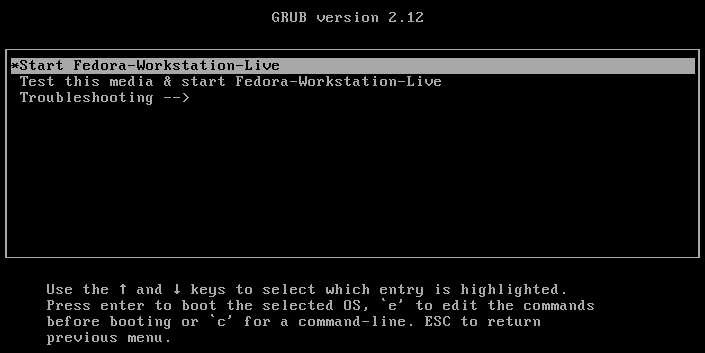 GRUB version 2.12
*Start Fedora-Workstation-Live
Test this media & start Fedora-Workstation-Live
Troubleshooting -->
Use the ↑ and ↓ keys to select which entry is highlighted.
Press enter to boot the selected OS, `e' to edit the commands
before booting or `c' for a command-line. ESC to return
previous menu.